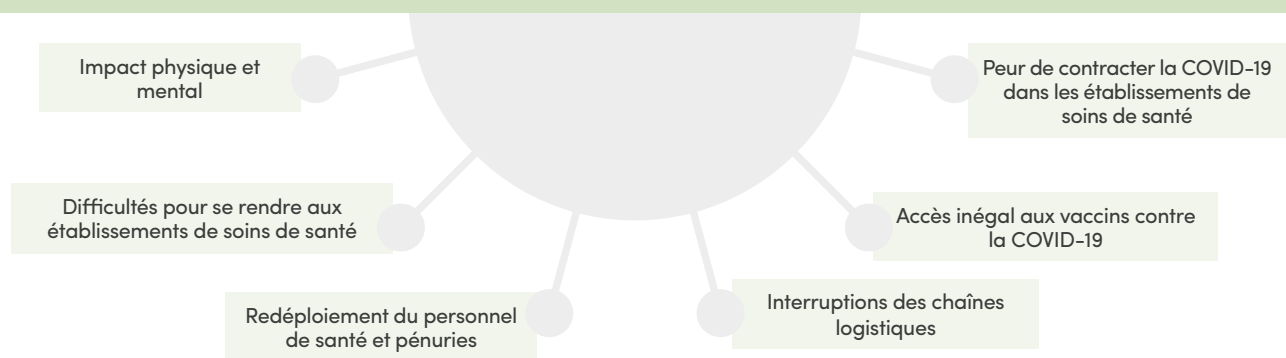 Impact physique et
mental
Difficultés pour se rendre aux
établissements de soins de santé
Redéploiement du personnel
de santé et pénuries
Interruptions des chaînes
logistiques
Accès inégal aux vaccins contre
la COVID-19
Peur de contracter la COVID-19
dans les établissements de
soins de santé